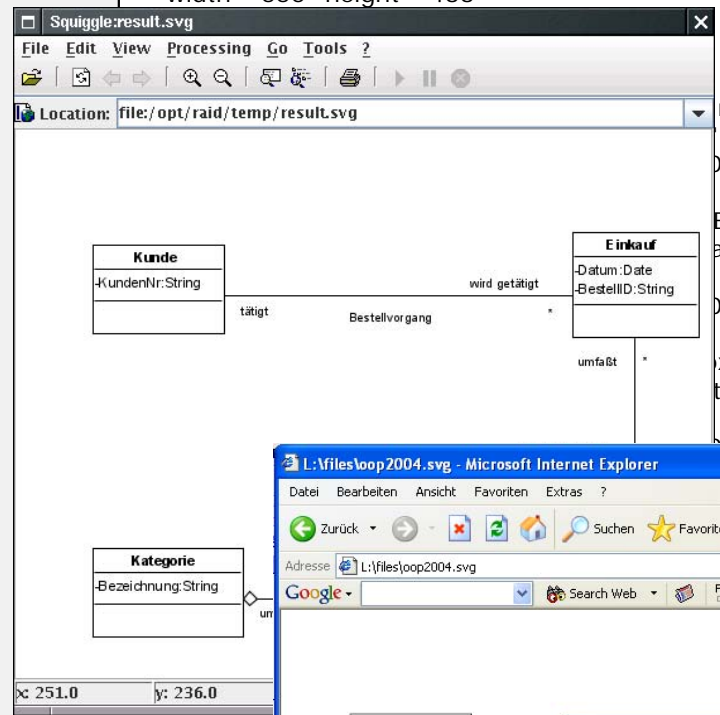 Squiggle:result.svg
File Edit View Processing Go Tools ?
Location: file:/opt/raid/temp/result.svg
Kunde
-KundenNr:String
Einkauf
-Datum:Date
-BestellID:String
wird getätigt
tätigt
Bestellvorgang
*
umfaßt *
L:\files\oop2004.svg - Microsoft Internet Explorer
Datei Bearbeiten Ansicht Favoriten Extras ?
Zurück Suchen Favorite
Adresse L:\files\oop2004.svg
Google Search Web
Kategorie
-Bezeichnung:String
x: 251.0 y: 236.0